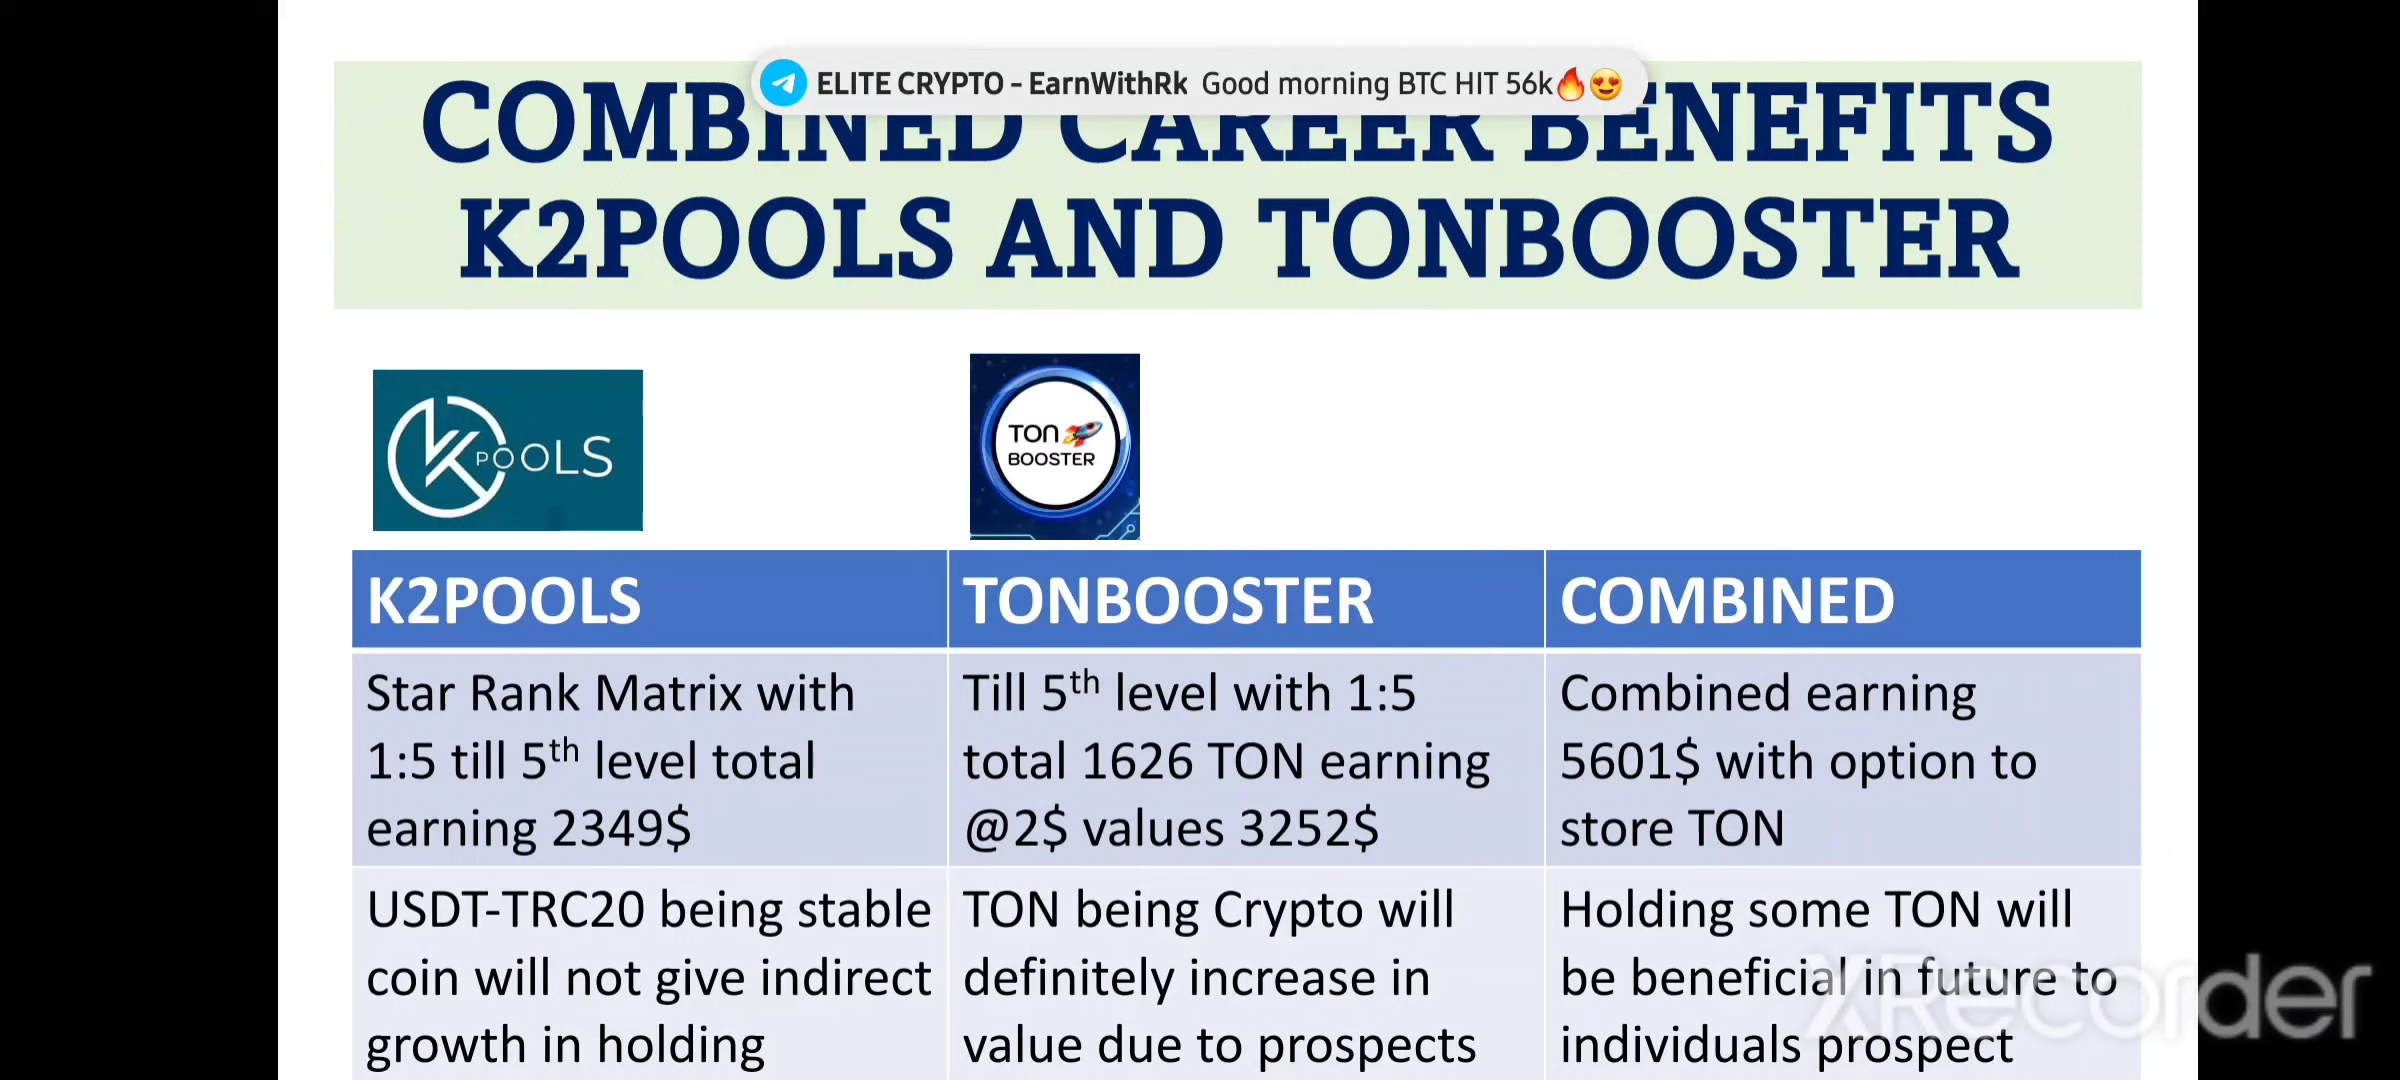 ELITE CRYPTO - EarnWithRk Good morning BTC HIT 56k🔥😍
COMBINED CAREER BENEFITS
K2POOLS AND TONBOOSTER
K POOLS
TON 🚀
BOOSTER
K2POOLS
TONBOOSTER
COMBINED
Star Rank Matrix with
1:5 till 5th level total
earning 2349$
Till 5th level with 1:5
total 1626 TON earning
@2$ values 3252$
Combined earning
5601$ with option to
store TON
USDT-TRC20 being stable
coin will not give indirect
growth in holding
TON being Crypto will
definitely increase in
value due to prospects
Holding some TON will
be beneficial in future to
individuals prospect
XRecorder